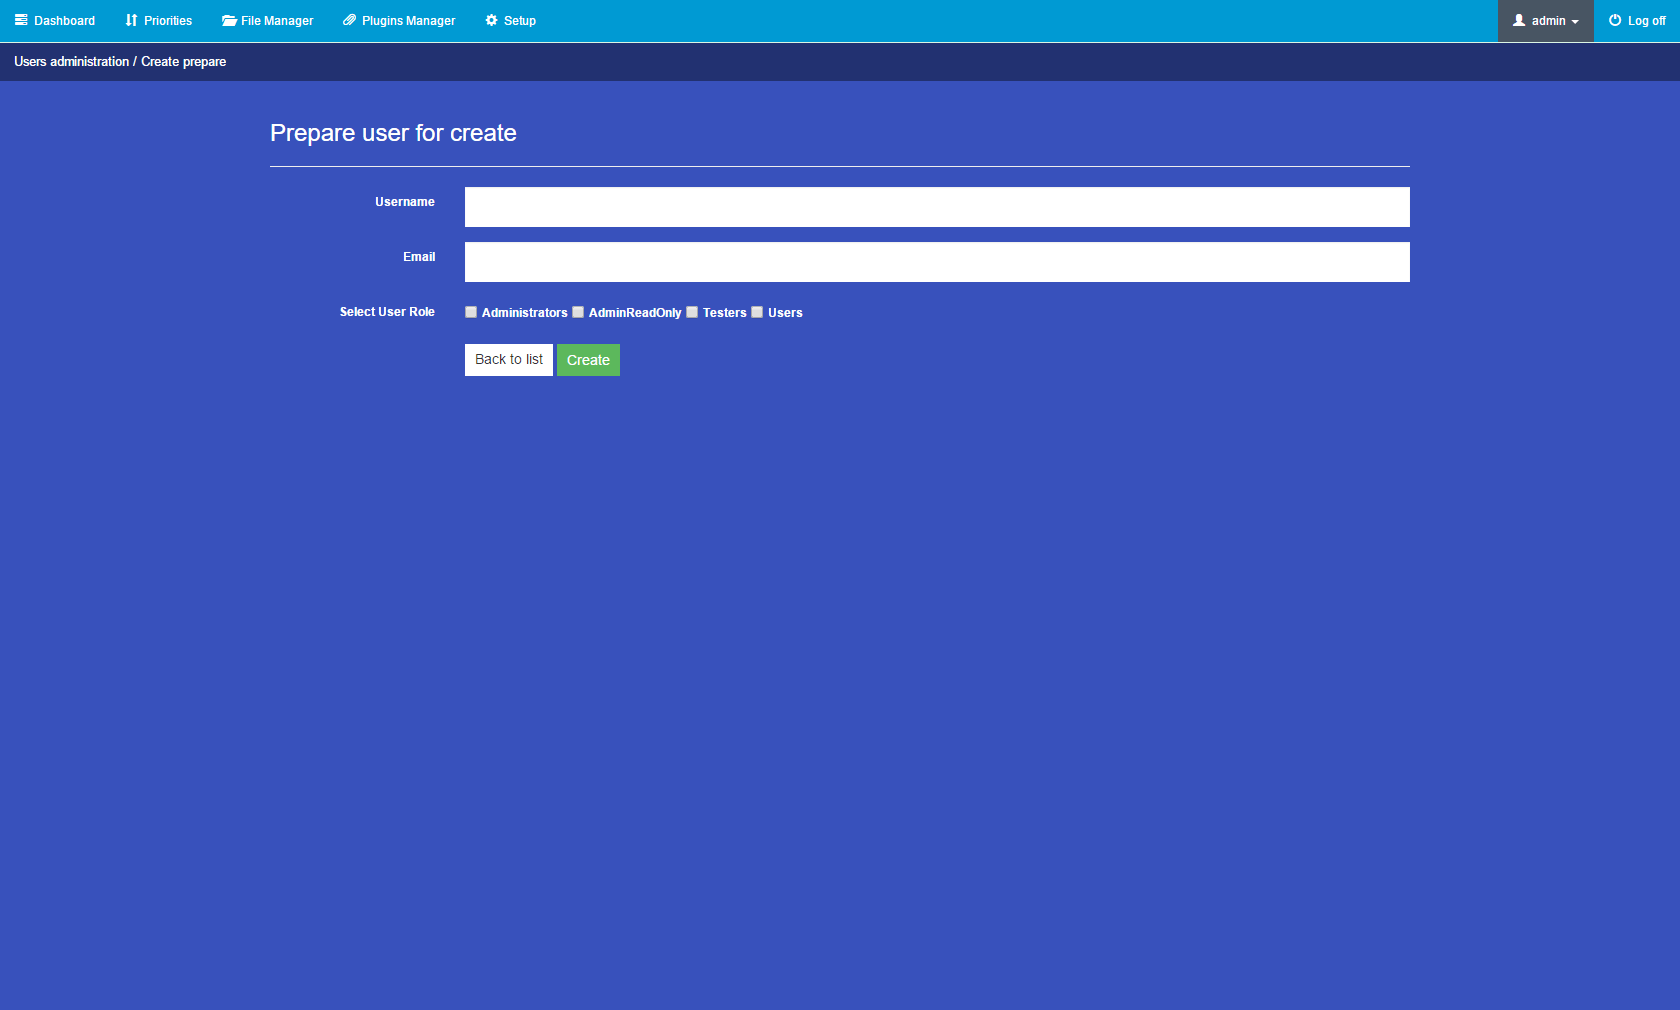 Dashboard Priorities File Manager Plugins Manager Setup admin Log off
Users administration / Create prepare
Prepare user for create
Username
Email
Select User Role Administrators AdminReadOnly Testers Users
Back to list Create